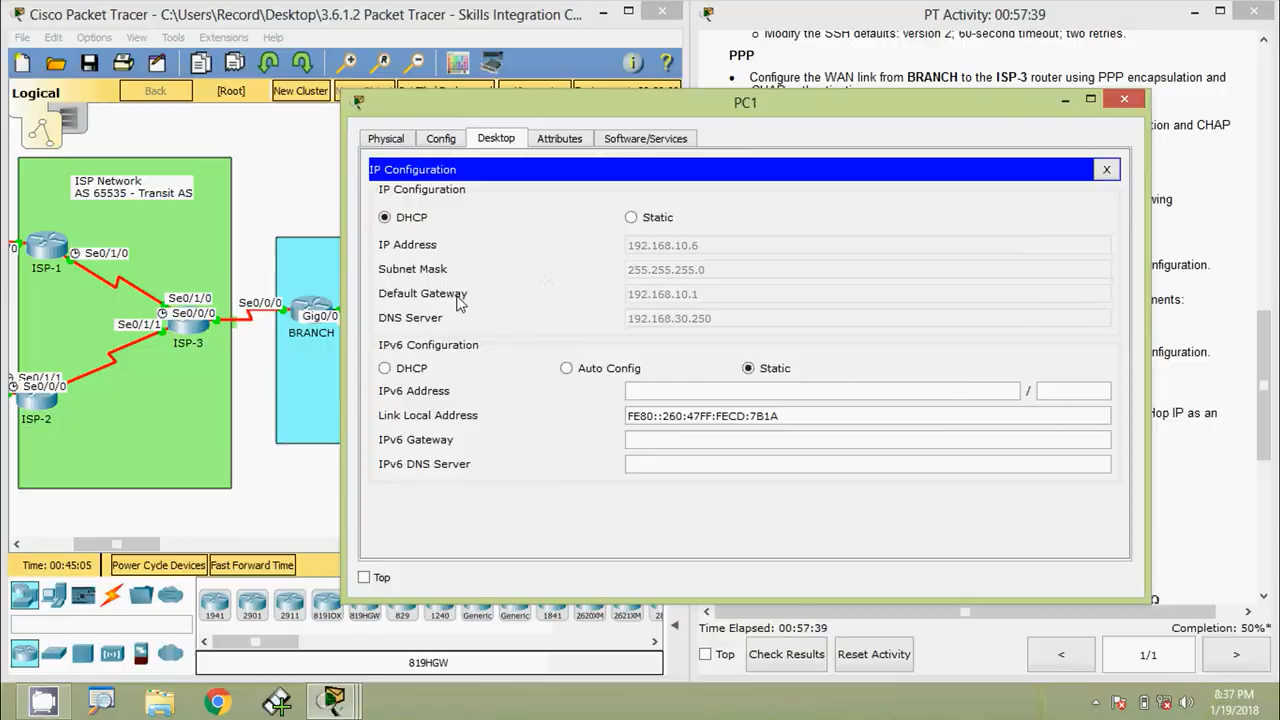 Cisco Packet Tracer - C:\Users\Record\Desktop\3.6.1.2 Packet Tracer - Skills Integration C...
File Edit Options View Tools Extensions Help
Logical
Back
[Root]
New Cluster
ISP Network
AS 65535 - Transit AS
Se0/1/0
ISP-1
Se0/1/0
Se0/0/0
Se0/1/1
ISP-3
Se0/0/0
Gig0/0
BRANCH
Se0/1/1
Se0/0/0
ISP-2
Time: 00:45:05
Power Cycle Devices
Fast Forward Time
1941 2901 2911 819IOX 819HGW 829 1240 Generic Generic 1841 2620XM 2621XM
819HGW
PT Activity: 00:57:39
o Modify the SSH defaults: version 2; 60-second timeout; two retries.
PPP
• Configure the WAN link from BRANCH to the ISP-3 router using PPP encapsulation and
tion and CHAP
wing
nfiguration.
ments:
nfiguration.
Hop IP as an
PC1
Physical Config Desktop Attributes Software/Services
IP Configuration
X
IP Configuration
DHCP
Static
IP Address 192.168.10.6
Subnet Mask 255.255.255.0
Default Gateway 192.168.10.1
DNS Server 192.168.30.250
IPv6 Configuration
DHCP
Auto Config
Static
IPv6 Address /
Link Local Address FE80::260:47FF:FECD:7B1A
IPv6 Gateway
IPv6 DNS Server
Top
Time Elapsed: 00:57:39
Completion: 50%*
Top
Check Results
Reset Activity
<
1/1
>
8:37 PM
1/19/2018